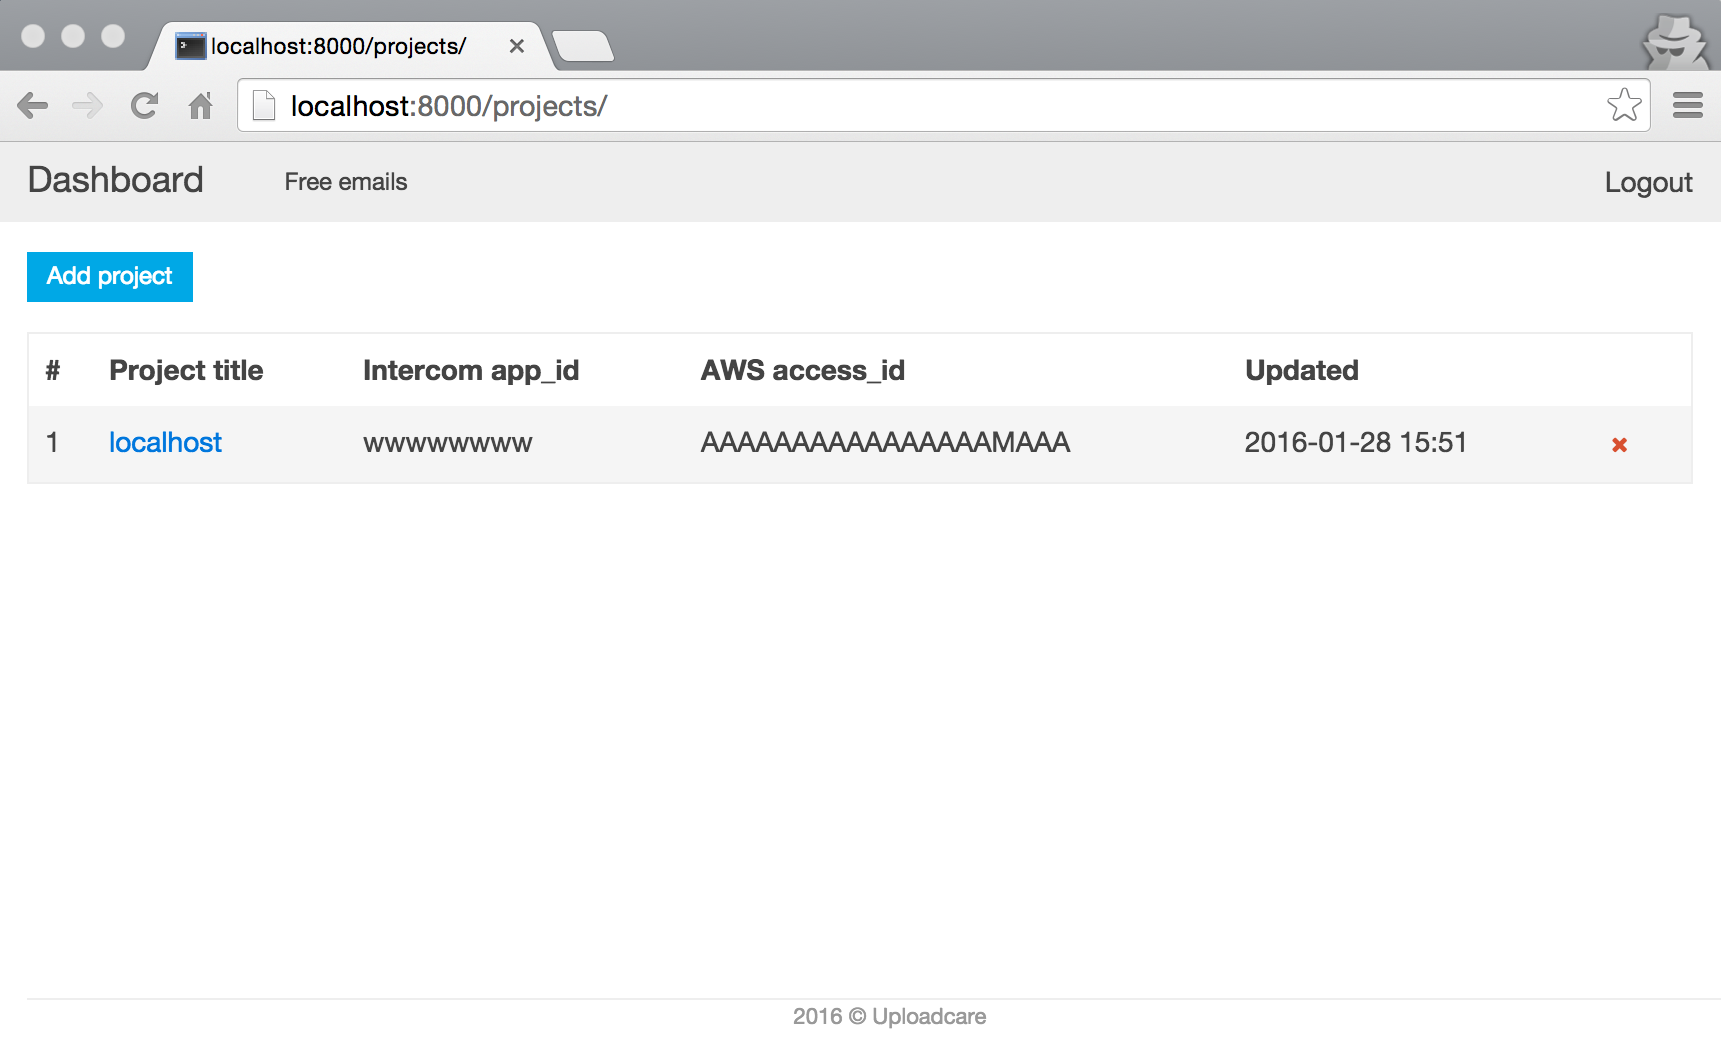 localhost:8000/projects/
localhost:8000/projects/
Dashboard Free emails Logout
Add project
# Project title Intercom app_id AWS access_id Updated
1 localhost wwwwwwww AAAAAAAAAAAAAAAAMAAA 2016-01-28 15:51
2016 © Uploadcare